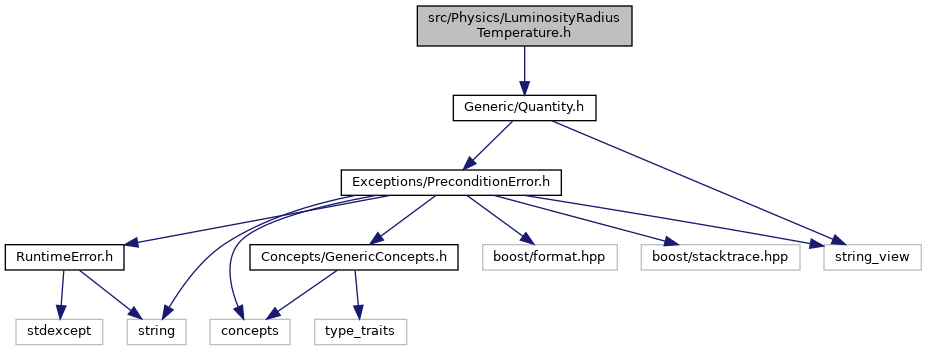 src/Physics/LuminosityRadius
Temperature.h
Generic/Quantity.h
Exceptions/PreconditionError.h
RuntimeError.h
Concepts/GenericConcepts.h
boost/format.hpp
boost/stacktrace.hpp
string_view
stdexcept
string
concepts
type_traits